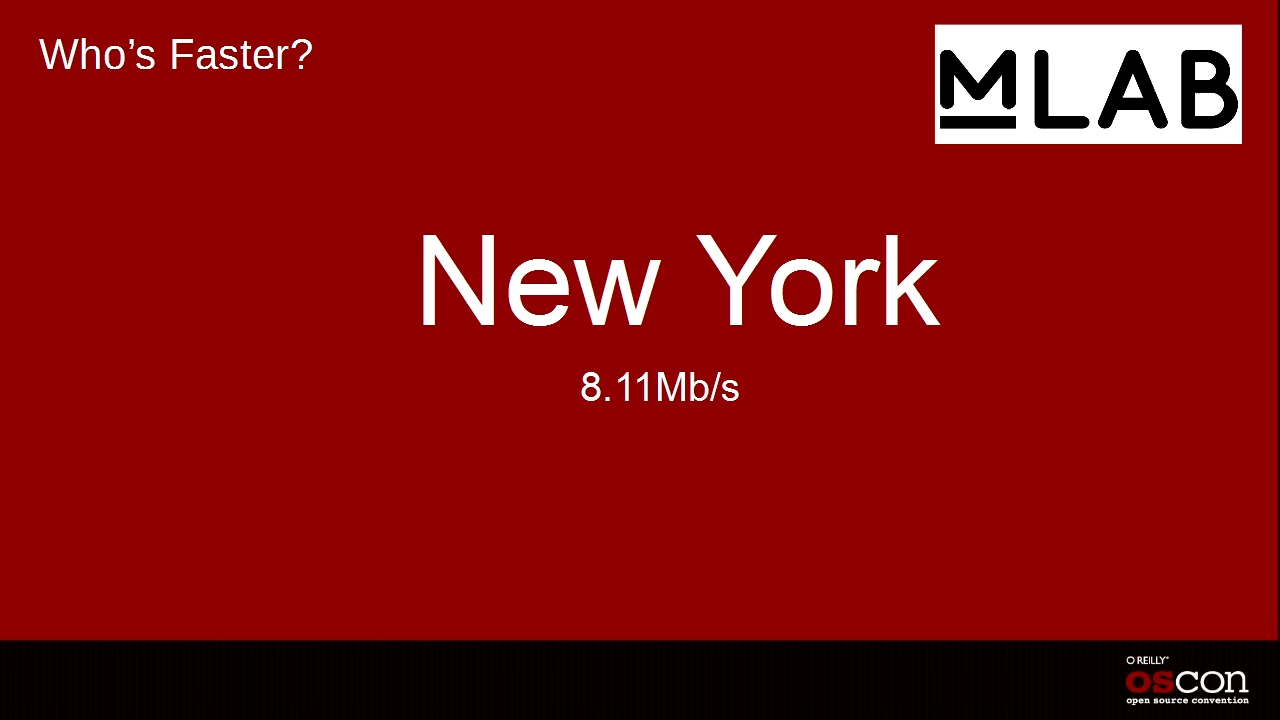 Who’s Faster?
MLAB
New York
8.11Mb/s
O REILLY®
oscon
open source convention